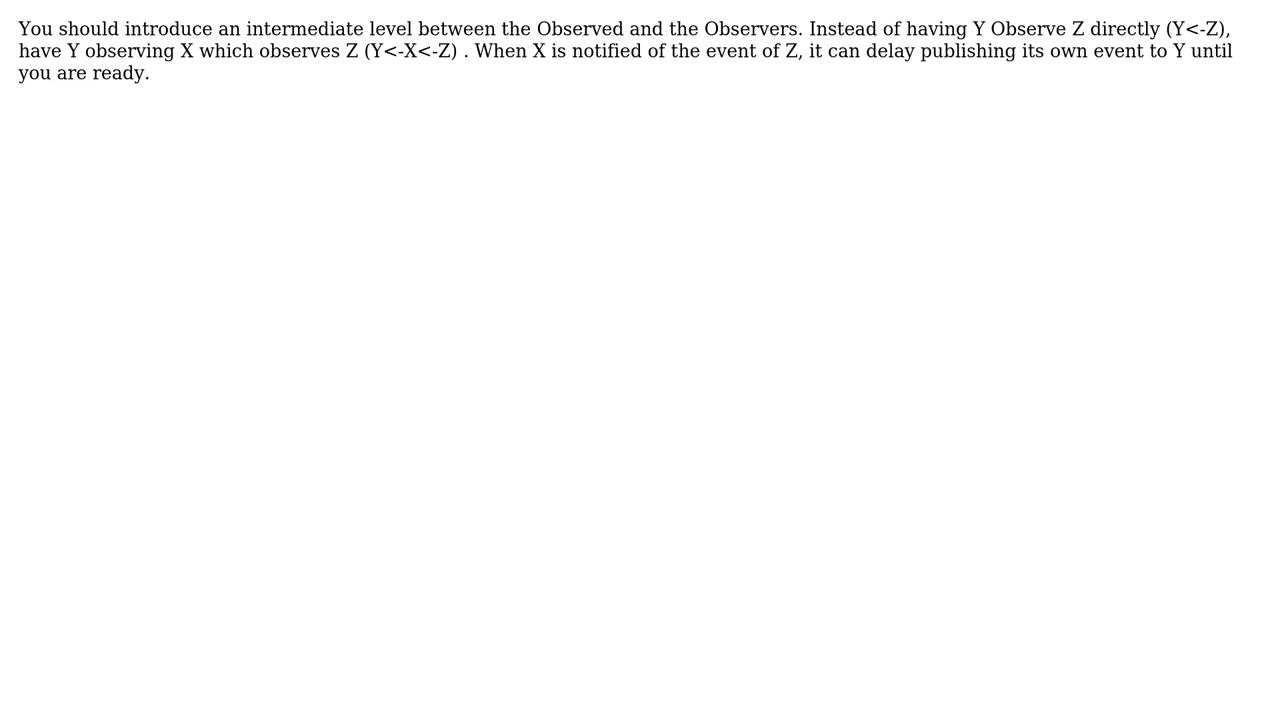 You should introduce an intermediate level between the Observed and the Observers. Instead of having Y Observe Z directly (Y<-Z),
have Y observing X which observes Z (Y<-X<-Z) . When X is notified of the event of Z, it can delay publishing its own event to Y until
you are ready.